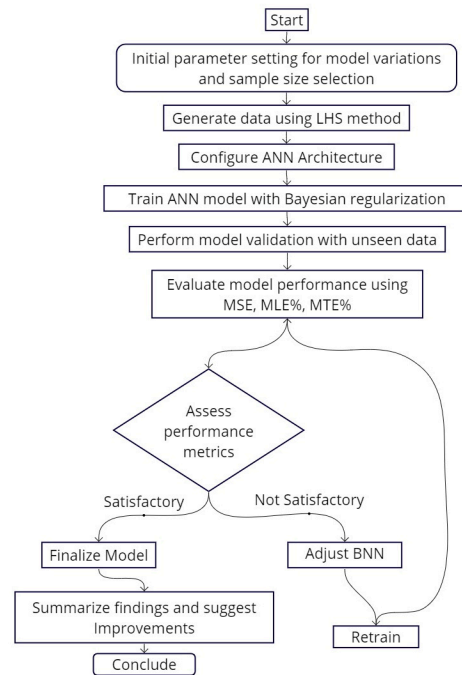 Start
Initial parameter setting for model variations
and sample size selection
Generate data using LHS method
Configure ANN Architecture
Train ANN model with Bayesian regularization
Perform model validation with unseen data
Evaluate model performance using
MSE, MLE%, MTE%
Assess
performance
metrics
Satisfactory
Not Satisfactory
Finalize Model
Adjust BNN
Summarize findings and suggest
Improvements
Retrain
Conclude